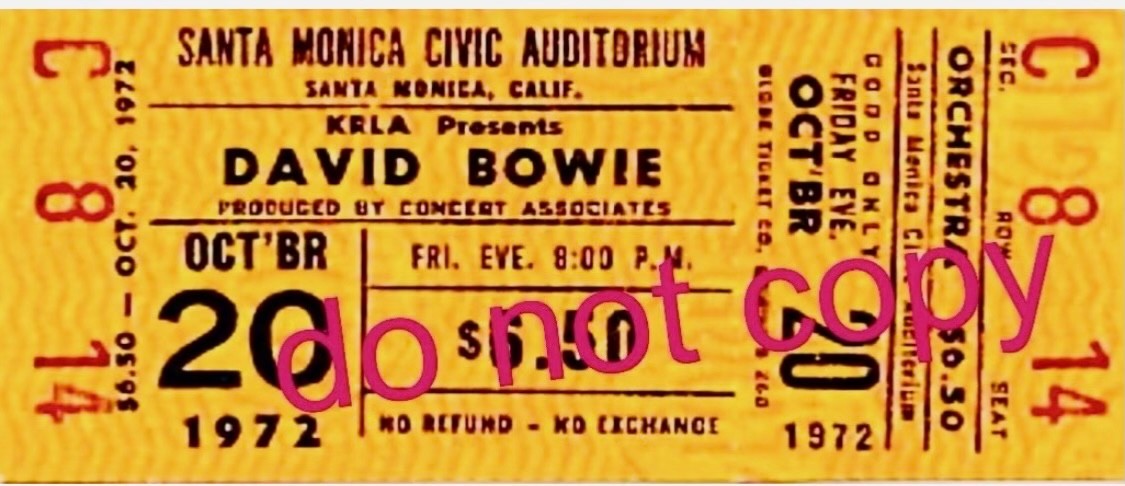 C 8 14
$6.50 — OCT. 20, 1972
SANTA MONICA CIVIC AUDITORIUM
SANTA MONICA, CALIF.
KRLA Presents
DAVID BOWIE
PRODUCED BY CONCERT ASSOCIATES
OCT'BR
20
1972
FRI. EVE. 8:00 P.M.
$6.50
NO REFUND - NO EXCHANGE
do not copy
GLOBE TICKET CO.
OCT'BR 20
1972
FRIDAY EVE.
GOOD ONLY
Santa Monica Civic Auditorium
ORCHESTRA $6.50
SEC. ROW SEAT
C 8 14